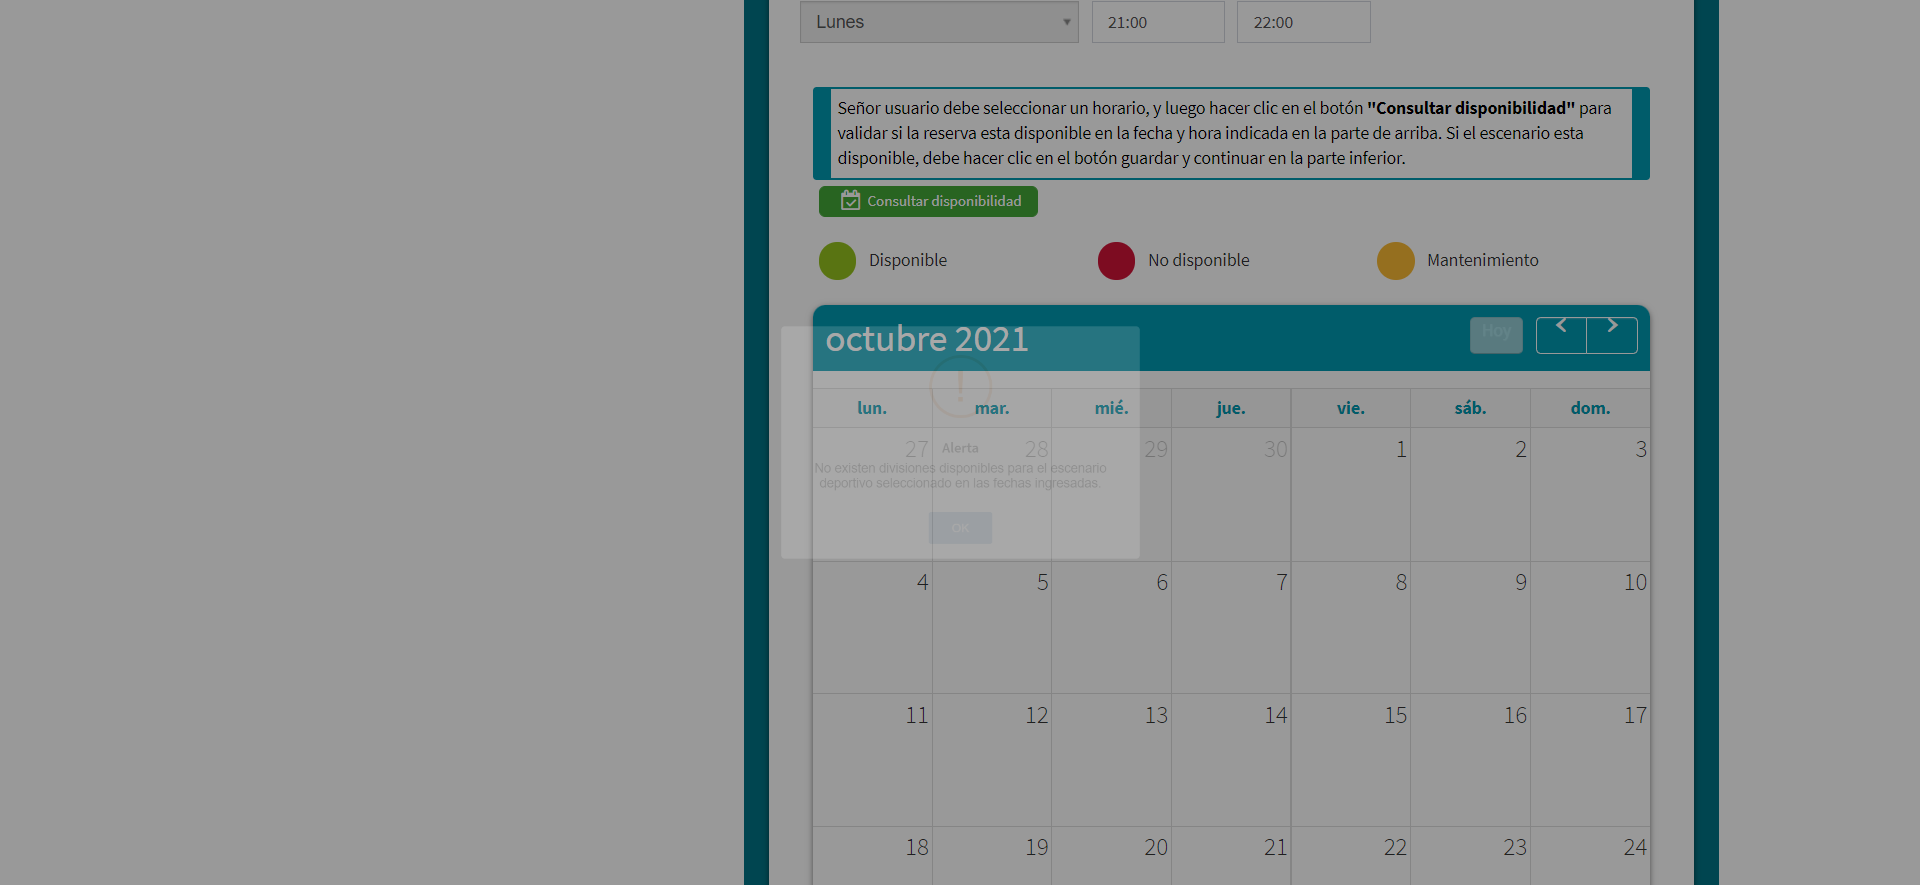 Lunes 21:00 22:00
Señor usuario debe seleccionar un horario, y luego hacer clic en el botón "Consultar disponibilidad" para
validar si la reserva esta disponible en la fecha y hora indicada en la parte de arriba. Si el escenario esta
disponible, debe hacer clic en el botón guardar y continuar en la parte inferior.
Consultar disponibilidad
Disponible No disponible Mantenimiento
octubre 2021 Hoy
lun. mar. mié. jue. vie. sáb. dom.
27 28 29 30 1 2 3
Alerta
No existen divisiones disponibles para el escenario
deportivo seleccionado en las fechas ingresadas.
OK
4 5 6 7 8 9 10
11 12 13 14 15 16 17
18 19 20 21 22 23 24